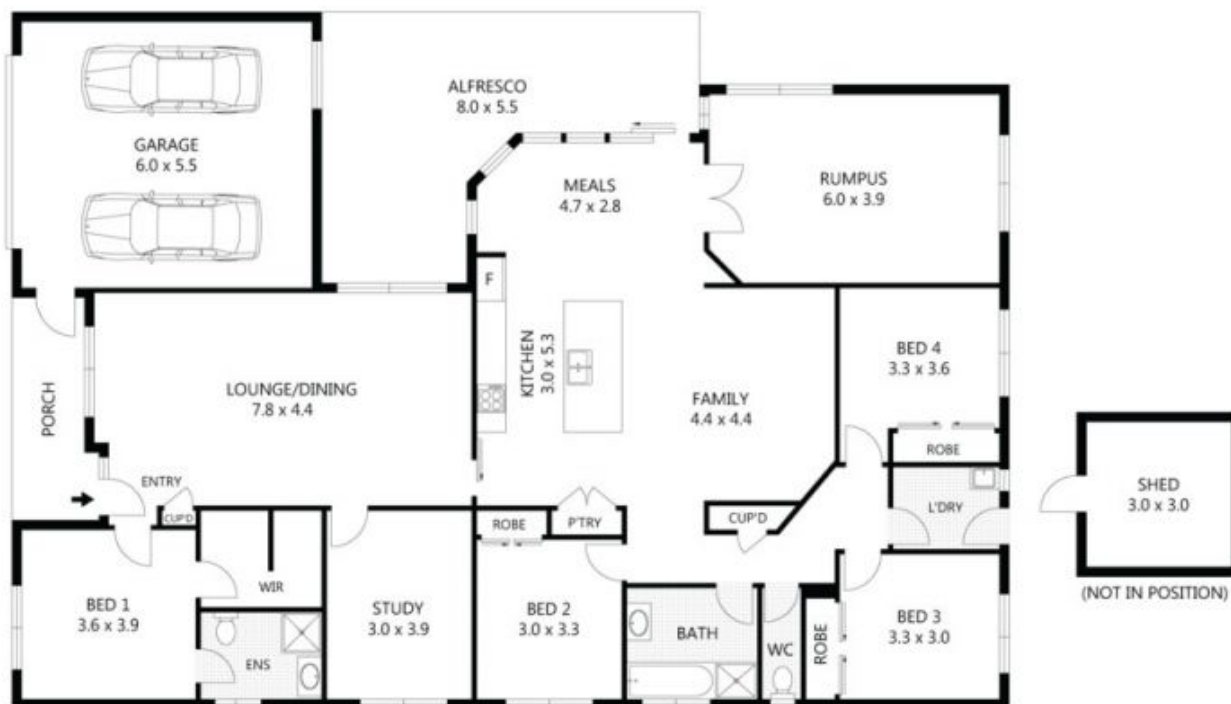 ALFRESCO
8.0 x 5.5
GARAGE
6.0 x 5.5
MEALS
4.7 x 2.8
RUMPUS
6.0 x 3.9
F
KITCHEN
3.0 x 5.3
LOUNGE/DINING
7.8 x 4.4
PORCH
FAMILY
4.4 x 4.4
BED 4
3.3 x 3.6
ROBE
ENTRY
CUP'D
L'DRY
SHED
3.0 x 3.0
(NOT IN POSITION)
ROBE
P'TRY
CUP'D
WIR
BED 1
3.6 x 3.9
STUDY
3.0 x 3.9
BED 2
3.0 x 3.3
BATH
WC
ROBE
BED 3
3.3 x 3.0
ENS